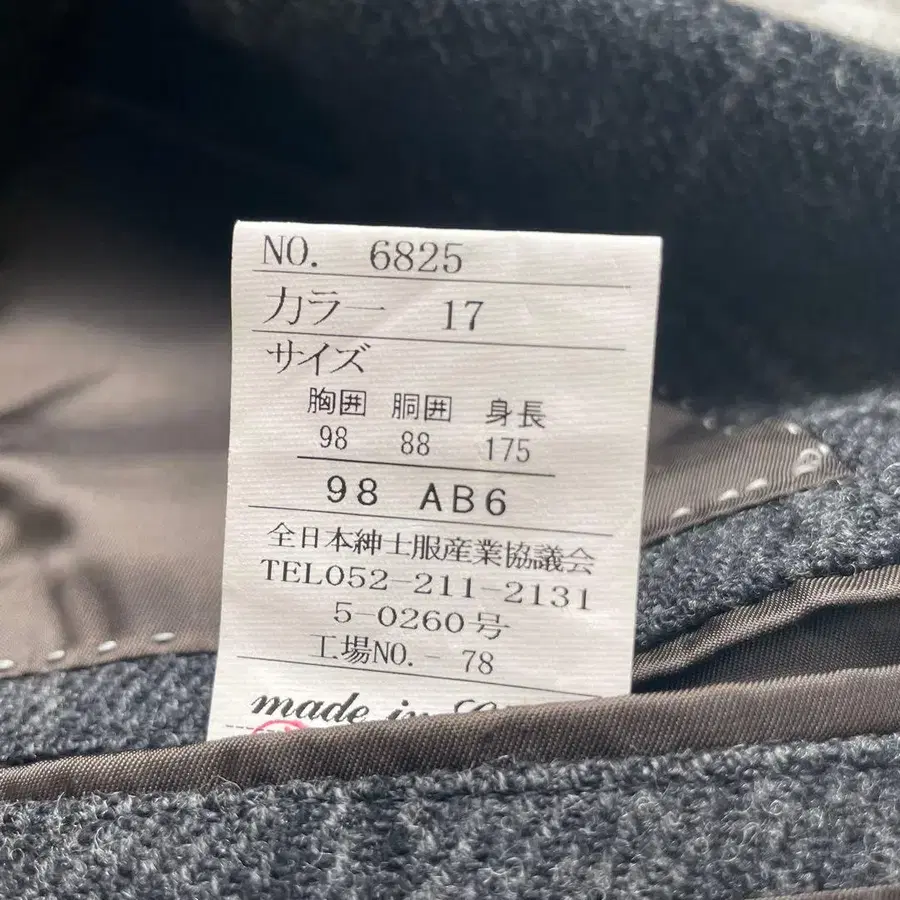 NO. 6825
カラー 17
サイズ
胸囲 胴囲 身長
98 88 175
98 AB6
全日本紳士服産業協議会
TEL052-211-2131
5-0260号
工場NO.- 78
made in